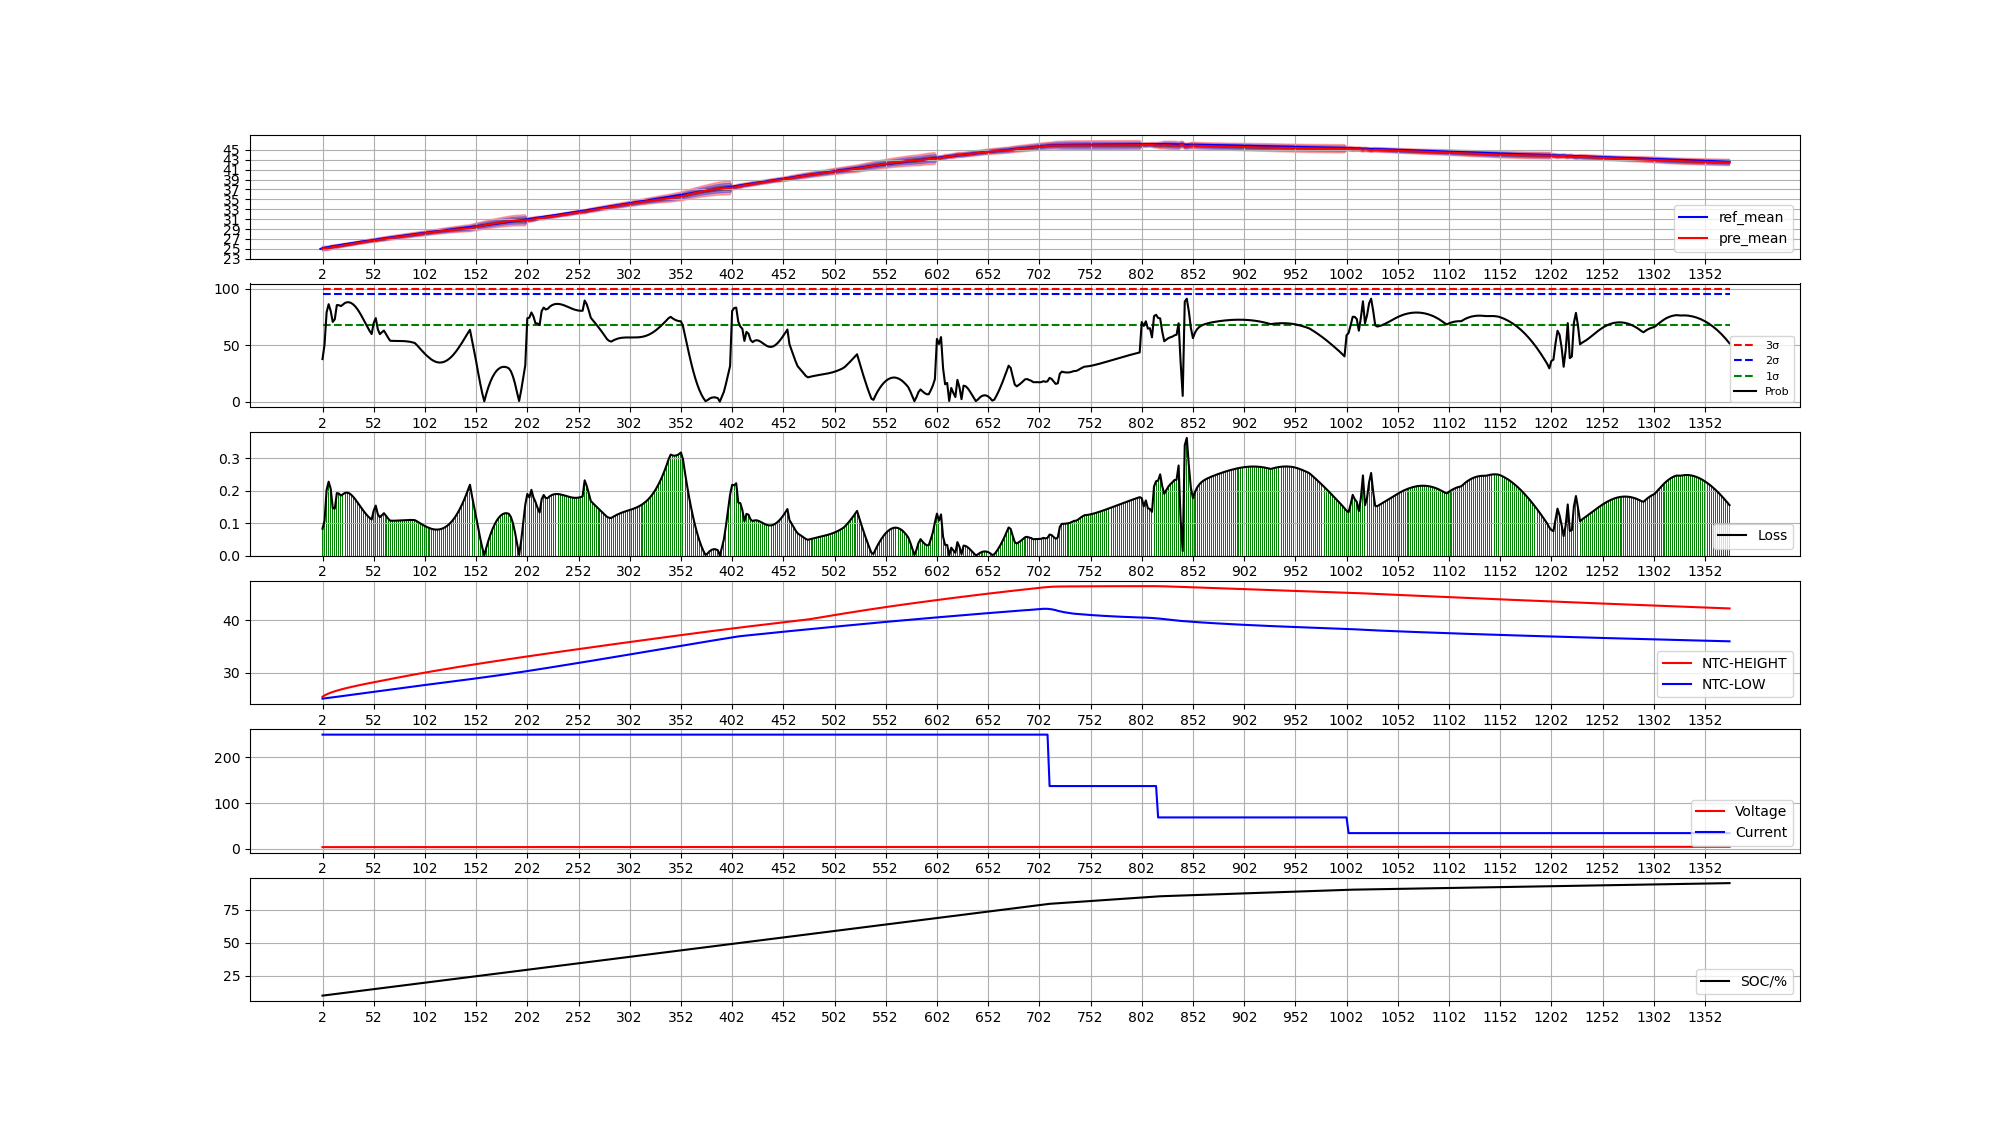 45
43
41
39
37
35
33
31
29
27
25
23
ref_mean
pre_mean
2 52 102 152 202 252 302 352 402 452 502 552 602 652 702 752 802 852 902 952 1002 1052 1102 1152 1202 1252 1302 1352
100
50
0
3σ
2σ
1σ
Prob
2 52 102 152 202 252 302 352 402 452 502 552 602 652 702 752 802 852 902 952 1002 1052 1102 1152 1202 1252 1302 1352
0.3
0.2
0.1
0.0
Loss
2 52 102 152 202 252 302 352 402 452 502 552 602 652 702 752 802 852 902 952 1002 1052 1102 1152 1202 1252 1302 1352
40
30
NTC-HEIGHT
NTC-LOW
2 52 102 152 202 252 302 352 402 452 502 552 602 652 702 752 802 852 902 952 1002 1052 1102 1152 1202 1252 1302 1352
200
100
0
Voltage
Current
2 52 102 152 202 252 302 352 402 452 502 552 602 652 702 752 802 852 902 952 1002 1052 1102 1152 1202 1252 1302 1352
75
50
25
SOC/%
2 52 102 152 202 252 302 352 402 452 502 552 602 652 702 752 802 852 902 952 1002 1052 1102 1152 1202 1252 1302 1352